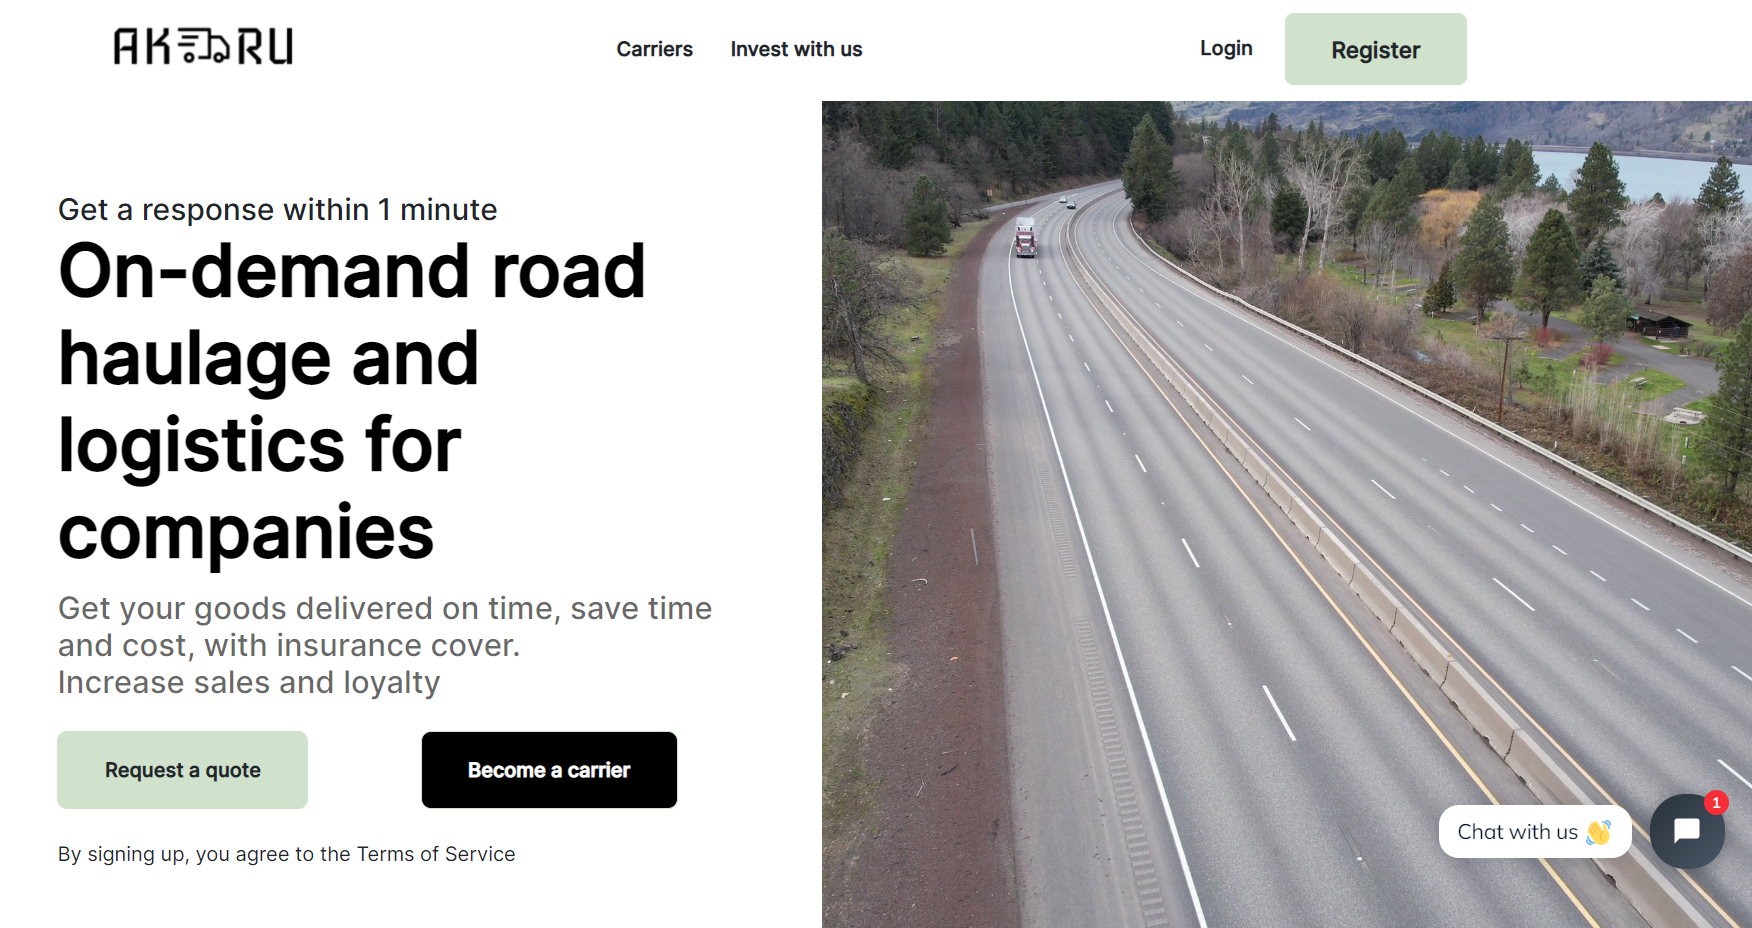 AK RU
Carriers
Invest with us
Login
Register
Get a response within 1 minute
On-demand road
haulage and
logistics for
companies
Get your goods delivered on time, save time
and cost, with insurance cover.
Increase sales and loyalty
Request a quote
Become a carrier
By signing up, you agree to the Terms of Service
Chat with us 👋
1